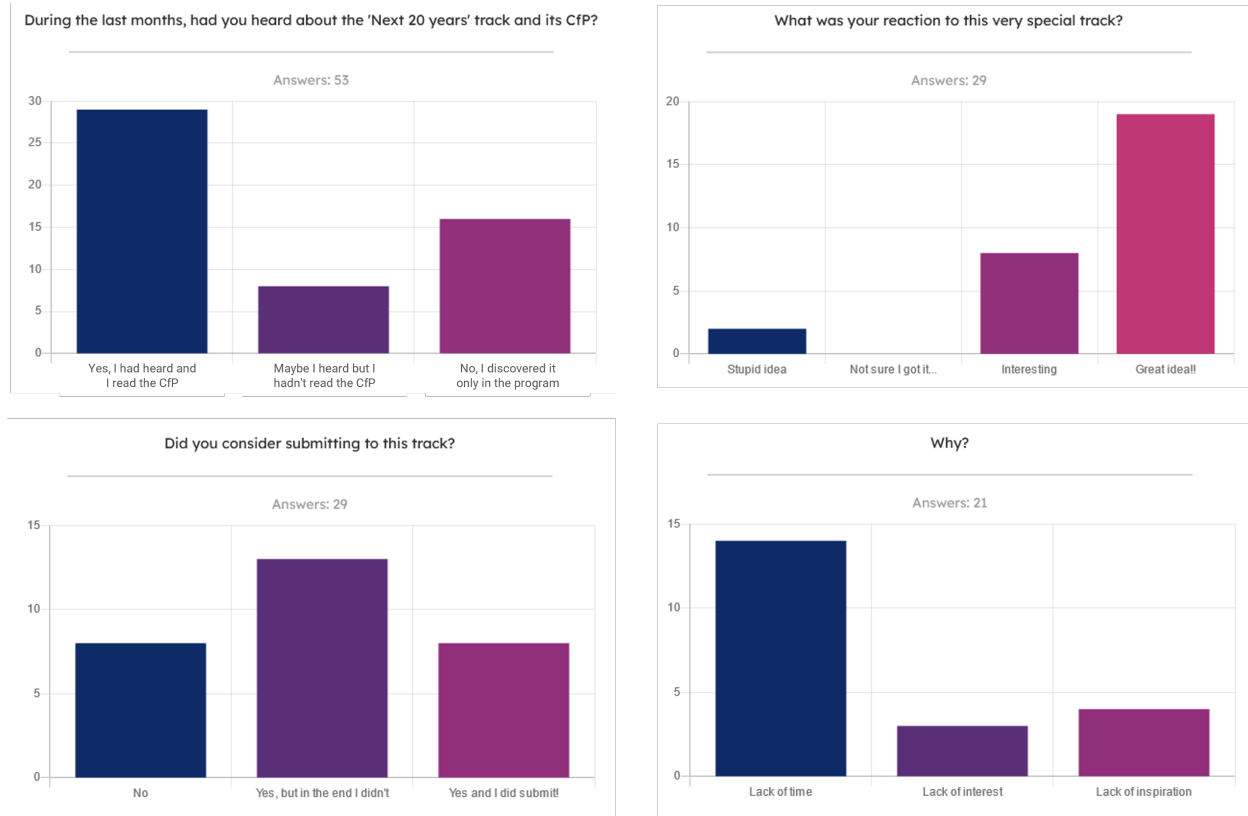 During the last months, had you heard about the 'Next 20 years' track and its CfP?
Answers: 53
30
25
20
15
10
5
0
Yes, I had heard and
I read the CfP
Maybe I heard but I
hadn't read the CfP
No, I discovered it
only in the program
What was your reaction to this very special track?
Answers: 29
20
15
10
5
0
Stupid idea
Not sure I got it...
Interesting
Great idea!!
Did you consider submitting to this track?
Answers: 29
15
10
5
0
No
Yes, but in the end I didn't
Yes and I did submit!
Why?
Answers: 21
15
10
5
0
Lack of time
Lack of interest
Lack of inspiration